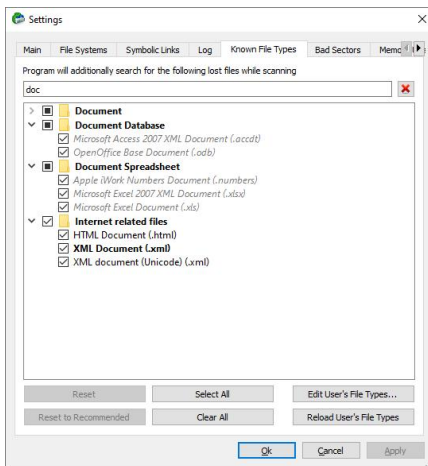 Settings
Main File Systems Symbolic Links Log Known File Types Bad Sectors
Program will additionally search for the following lost files while scanning
doc
Document
Document Database
Microsoft Access 2007 XML Document (.accdt)
OpenOffice Base Document (.odb)
Document Spreadsheet
Apple iWork Numbers Document (.numbers)
Microsoft Excel 2007 XML Document (.xlsx)
Microsoft Excel Document (.xls)
Internet related files
HTML Document (.html)
XML Document (.xml)
XML document (Unicode) (.xml)
Reset Select All Edit User's File Types...
Reset to Recommended Clear All Reload User's File Types
Ok Cancel Apply